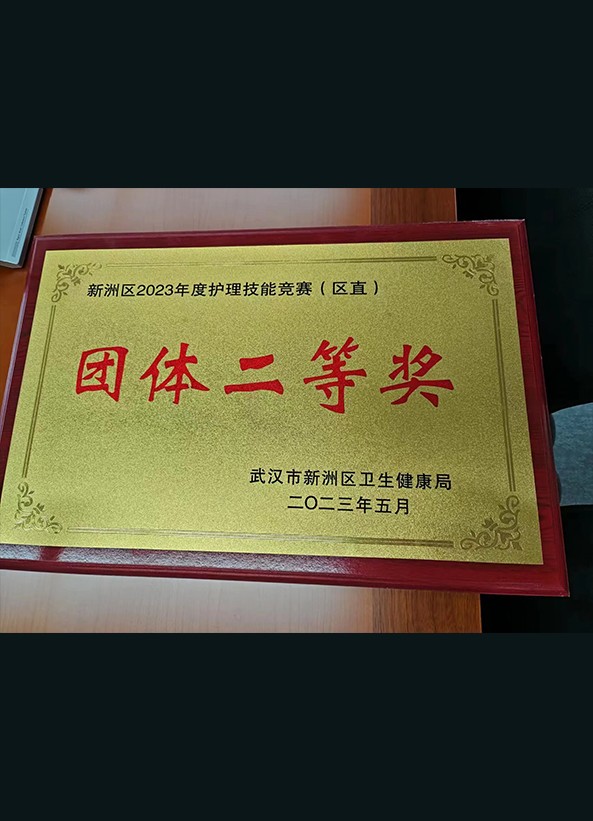 新洲区2023年度护理技能竞赛（区直）
团体二等奖
武汉市新洲区卫生健康局
二〇二三年五月